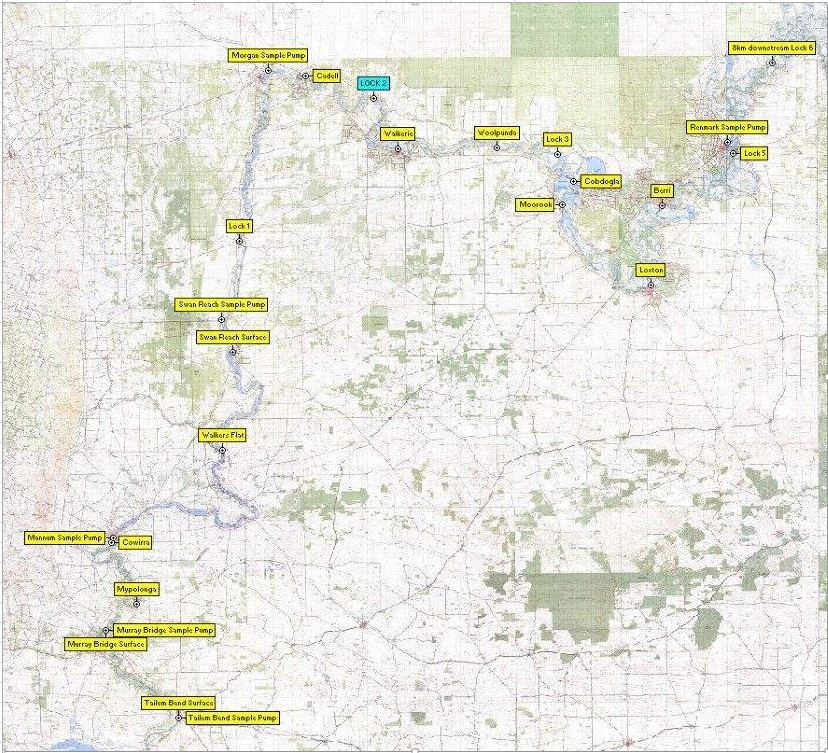 8km downstream Lock 6
Morgan Sample Pump
Cadell
LOCK 2
Renmark Sample Pump
Waikerie
Woolpunda
Lock 3
Lock 5
Cobdogla
Berri
Moorook
Lock 1
Loxton
Swan Reach Sample Pump
Swan Reach Surface
Walkers Flat
Mannum Sample Pump
Cowirra
Mypolonga
Murray Bridge Sample Pump
Murray Bridge Surface
Tailem Bend Surface
Tailem Bend Sample Pump